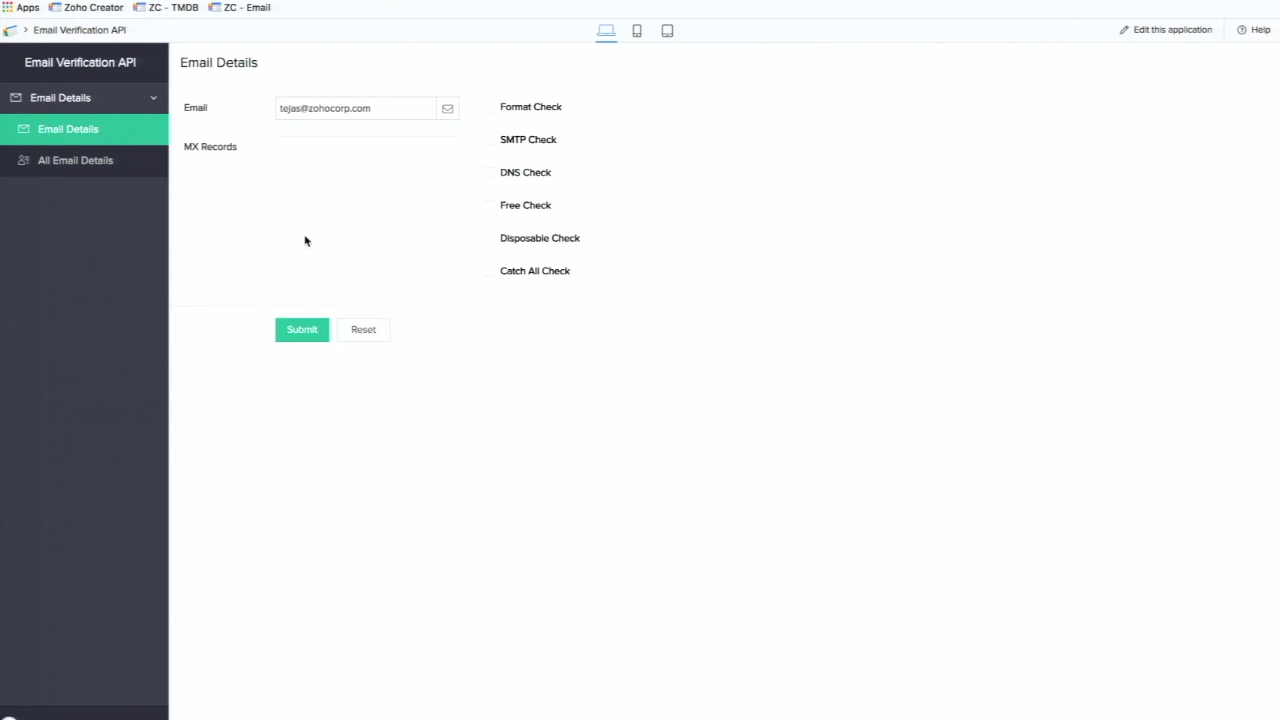 Apps Zoho Creator ZC - TMDB ZC - Email
> Email Verification API
Edit this application
Help
Email Verification API
Email Details
Email Details
All Email Details
Email Details
Email tejas@zohocorp.com
MX Records
Format Check
SMTP Check
DNS Check
Free Check
Disposable Check
Catch All Check
Submit Reset